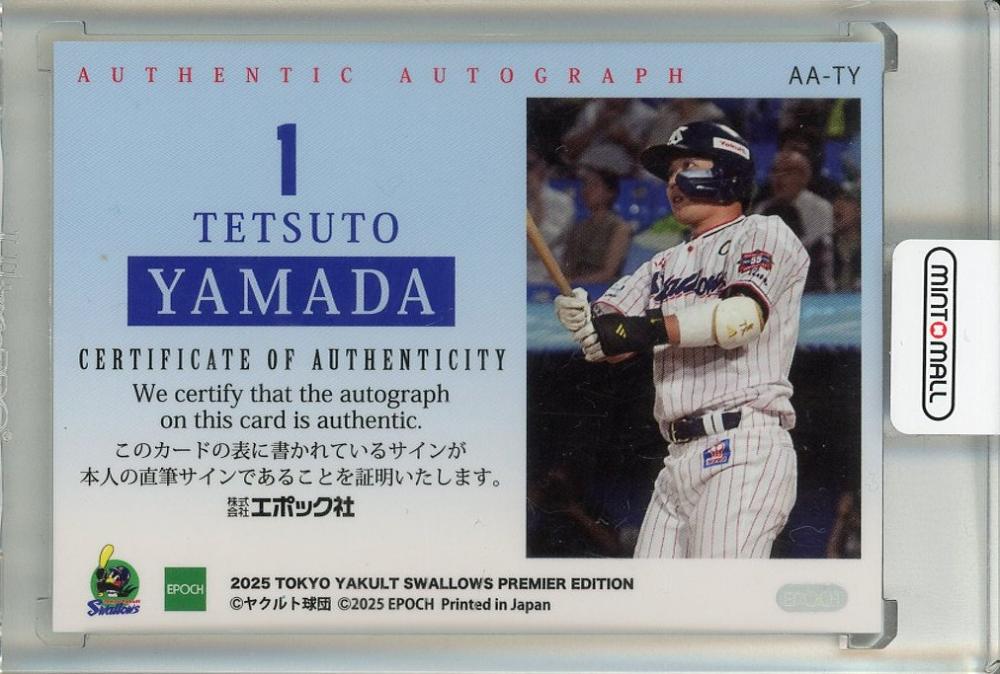 AUTHENTIC AUTOGRAPH
AA-TY
1
TETSUTO
YAMADA
CERTIFICATE OF AUTHENTICITY
We certify that the autograph
on this card is authentic.
このカードの表に書かれているサインが
本人の直筆サインであることを証明いたします。
株式会社エポック社
Swallows
EPOCH
2025 TOKYO YAKULT SWALLOWS PREMIER EDITION
©ヤクルト球団 ©2025 EPOCH Printed in Japan
EPOCH
Yakult
C
Swallows
55
MINTOMALL